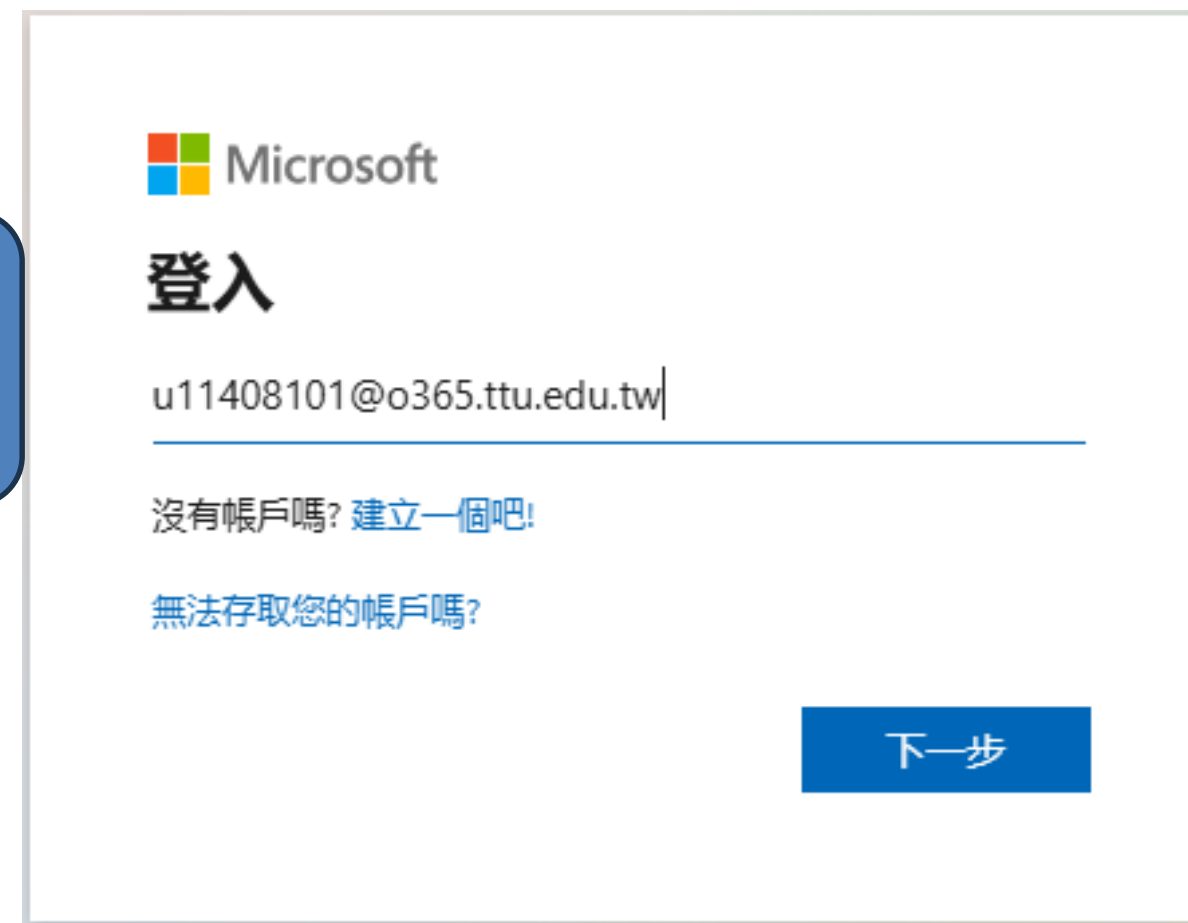 Microsoft
登入
u11408101@o365.ttu.edu.tw
沒有帳戶嗎? 建立一個吧!
無法存取您的帳戶嗎?
下一步